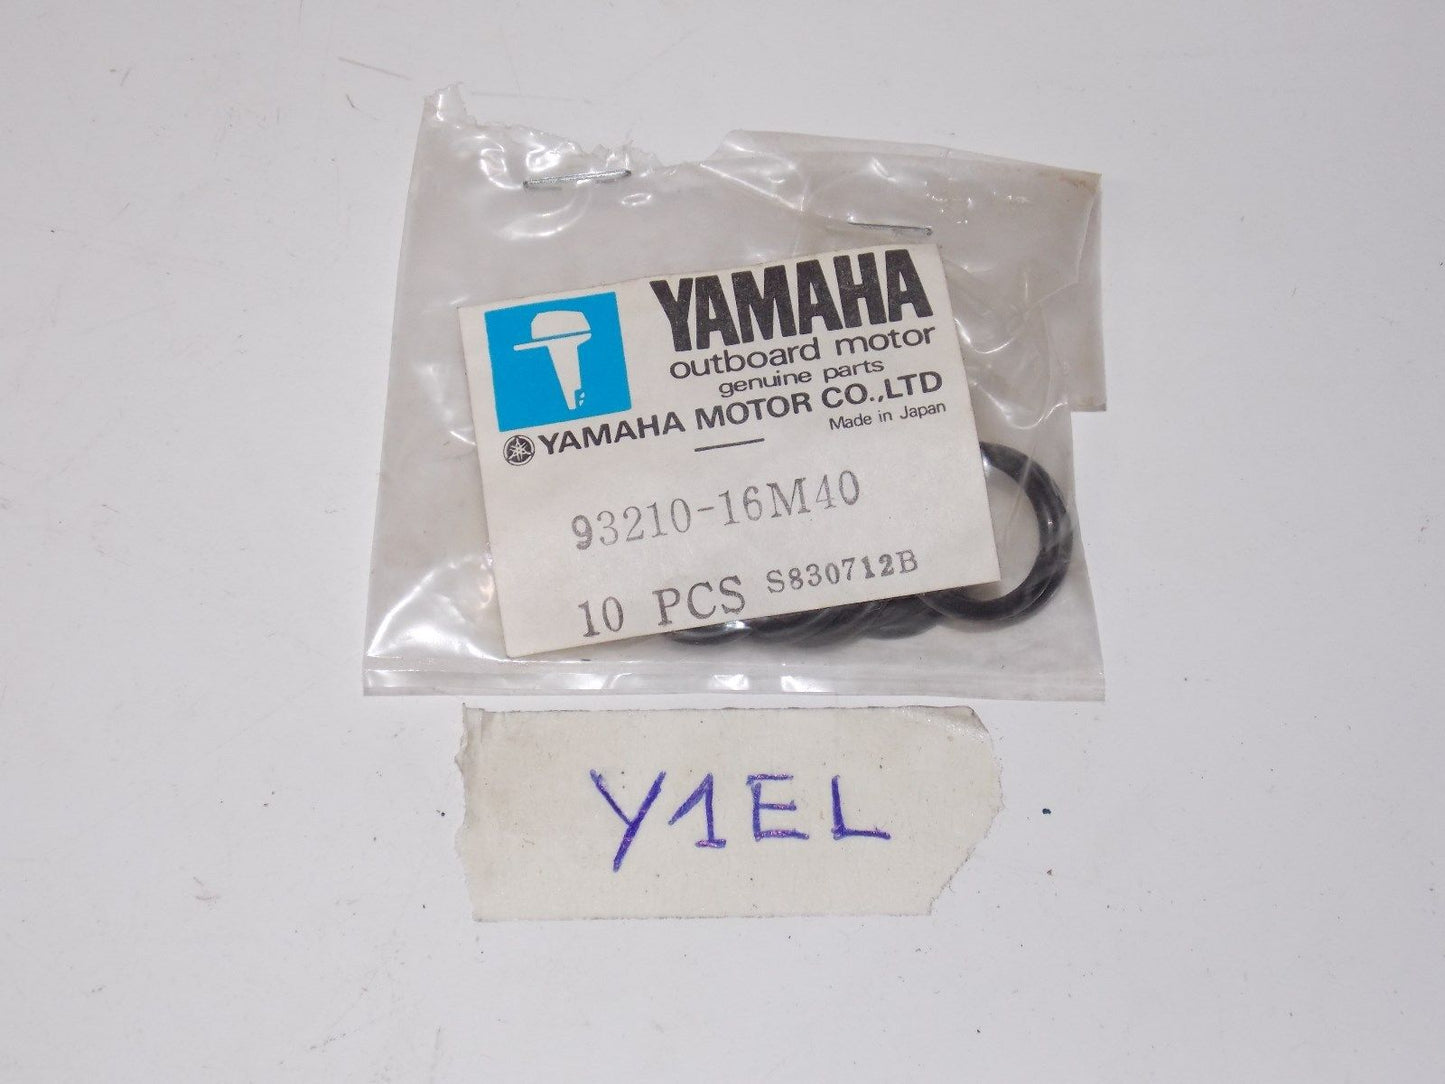 YAMAHA
outboard motor
genuine parts
YAMAHA MOTOR CO.,LTD
Made in Japan
93210-16M40
10 PCS S830712B
Y1EL